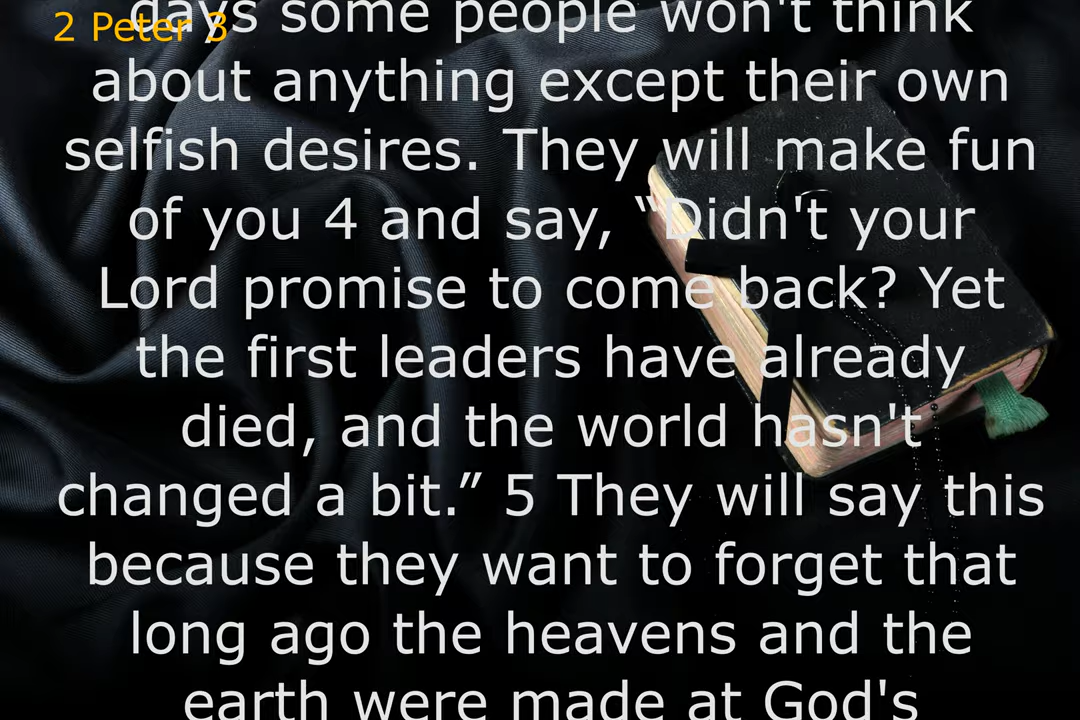 2 Peter 3
days some people won't think
about anything except their own
selfish desires. They will make fun
of you 4 and say, “Didn't your
Lord promise to come back? Yet
the first leaders have already
died, and the world hasn't
changed a bit.” 5 They will say this
because they want to forget that
long ago the heavens and the
earth were made at God's